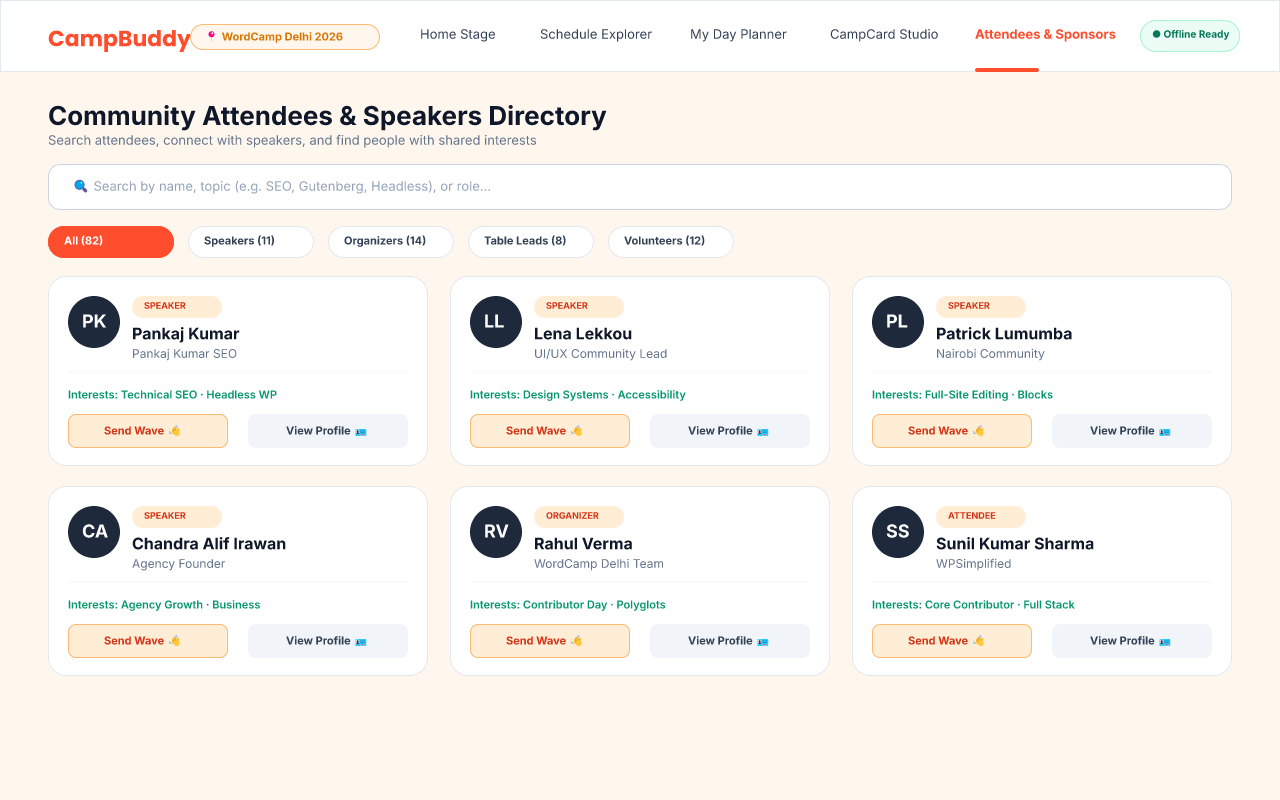 CampBuddy
📍 WordCamp Delhi 2026
Home Stage
Schedule Explorer
My Day Planner
CampCard Studio
Attendees & Sponsors
● Offline Ready
Community Attendees & Speakers Directory
Search attendees, connect with speakers, and find people with shared interests
🔍 Search by name, topic (e.g. SEO, Gutenberg, Headless), or role...
All (82)
Speakers (11)
Organizers (14)
Table Leads (8)
Volunteers (12)
PK
SPEAKER
Pankaj Kumar
Pankaj Kumar SEO
Interests: Technical SEO · Headless WP
Send Wave 👋
View Profile 🪪
LL
SPEAKER
Lena Lekkou
UI/UX Community Lead
Interests: Design Systems · Accessibility
Send Wave 👋
View Profile 🪪
PL
SPEAKER
Patrick Lumumba
Nairobi Community
Interests: Full-Site Editing · Blocks
Send Wave 👋
View Profile 🪪
CA
SPEAKER
Chandra Alif Irawan
Agency Founder
Interests: Agency Growth · Business
Send Wave 👋
View Profile 🪪
RV
ORGANIZER
Rahul Verma
WordCamp Delhi Team
Interests: Contributor Day · Polyglots
Send Wave 👋
View Profile 🪪
SS
ATTENDEE
Sunil Kumar Sharma
WPSimplified
Interests: Core Contributor · Full Stack
Send Wave 👋
View Profile 🪪